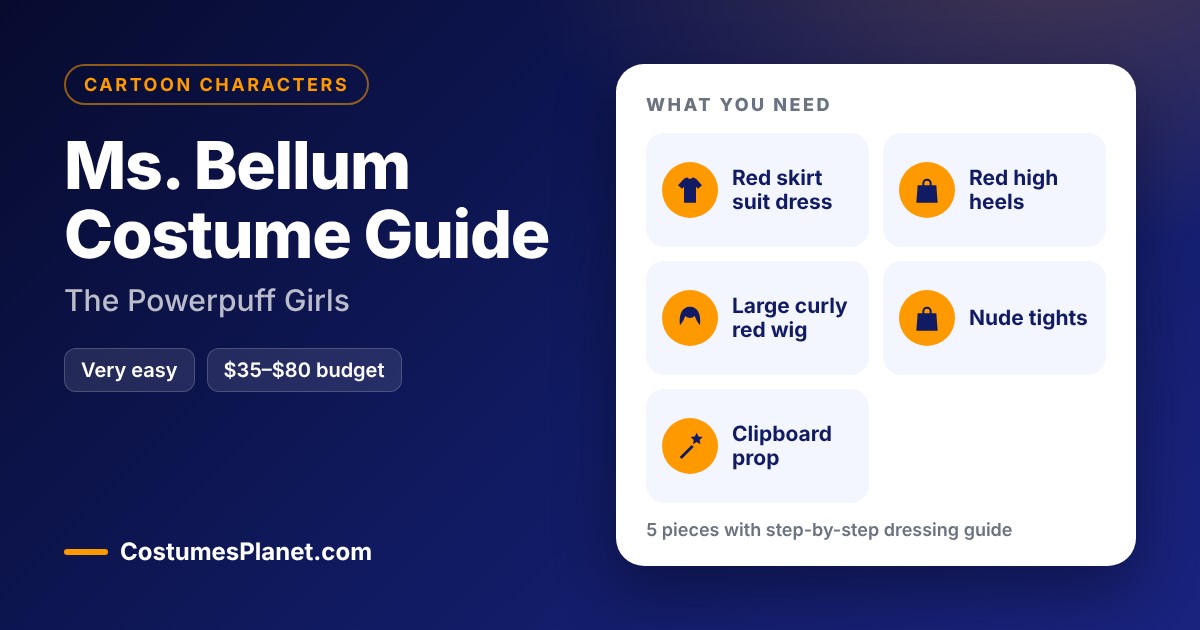 CARTOON CHARACTERS
Ms. Bellum
Costume Guide
The Powerpuff Girls
Very easy
$35–$80 budget
CostumesPlanet.com
WHAT YOU NEED
Red skirt
suit dress
Red high
heels
Large curly
red wig
Nude tights
Clipboard
prop
5 pieces with step-by-step dressing guide